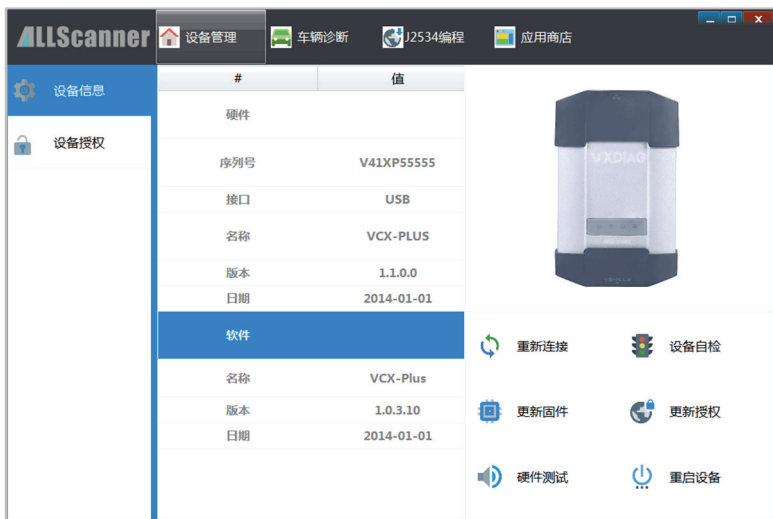 ALLScanner
设备管理
车辆诊断
J2534编程
应用商店
设备信息
设备授权
# 值
硬件
序列号 V41XP55555
接口 USB
名称 VCX-PLUS
版本 1.1.0.0
日期 2014-01-01
软件
名称 VCX-Plus
版本 1.0.3.10
日期 2014-01-01
VXDIAG
重新连接
设备自检
更新固件
更新授权
硬件测试
重启设备